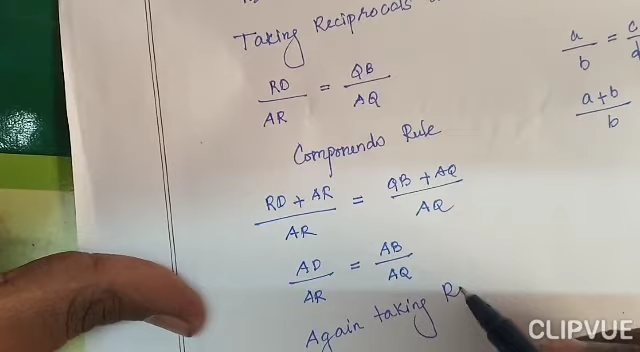 Taking Reciprocals
RD/AR = QB/AQ
Componendo Rule
RD + AR/AR = QB + AQ/AQ
AD/AR = AB/AQ
Again taking R
a/b = c/d
a+b/b
CLIPVUE